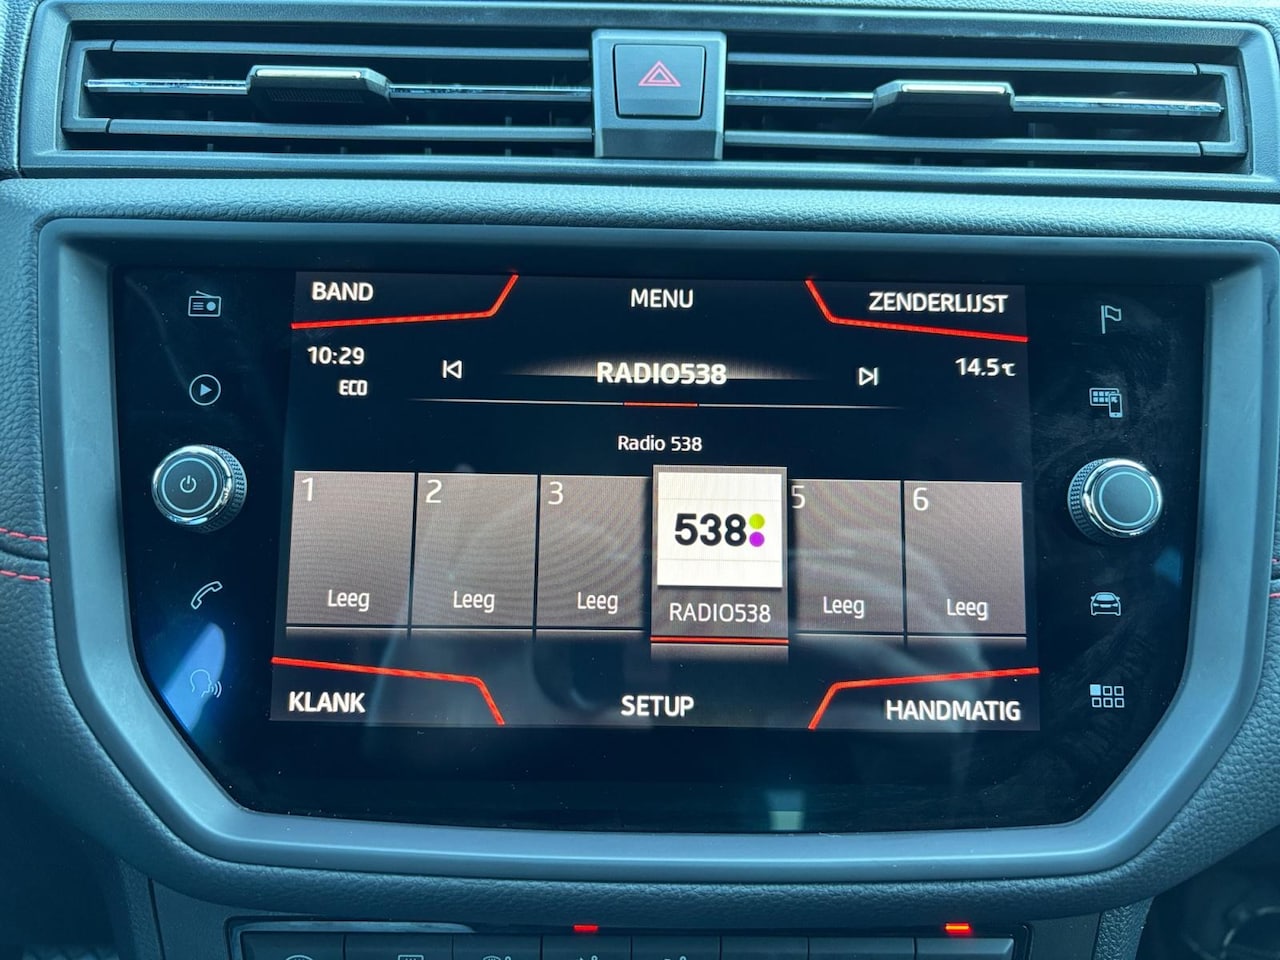 BAND
MENU
ZENDERLIJST
10:29
ECO
RADIO538
14.5°C
Radio 538
1
2
3
5
6
538
Leeg
Leeg
Leeg
RADIO538
Leeg
Leeg
KLANK
SETUP
HANDMATIG